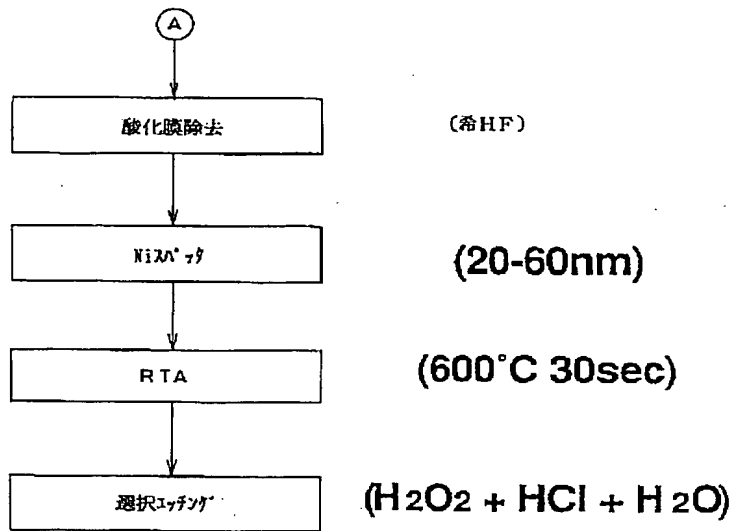 A
酸化膜除去 (希HF)
Niスパッタ (20-60nm)
RTA (600°C 30sec)
選択エッチング (H2O2 + HCl + H2O)